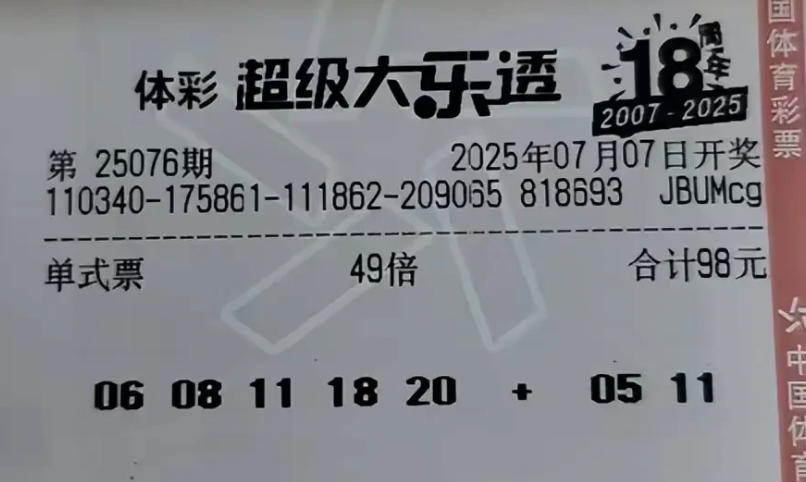 体彩 超级大乐透
18周年
2007-2025
第 25076期 2025年07月07日开奖
110340-175861-111862-209065 818693 JBUMcg
单式票 49倍 合计98元
06 08 11 18 20 + 05 11
国体育彩票
中国体育